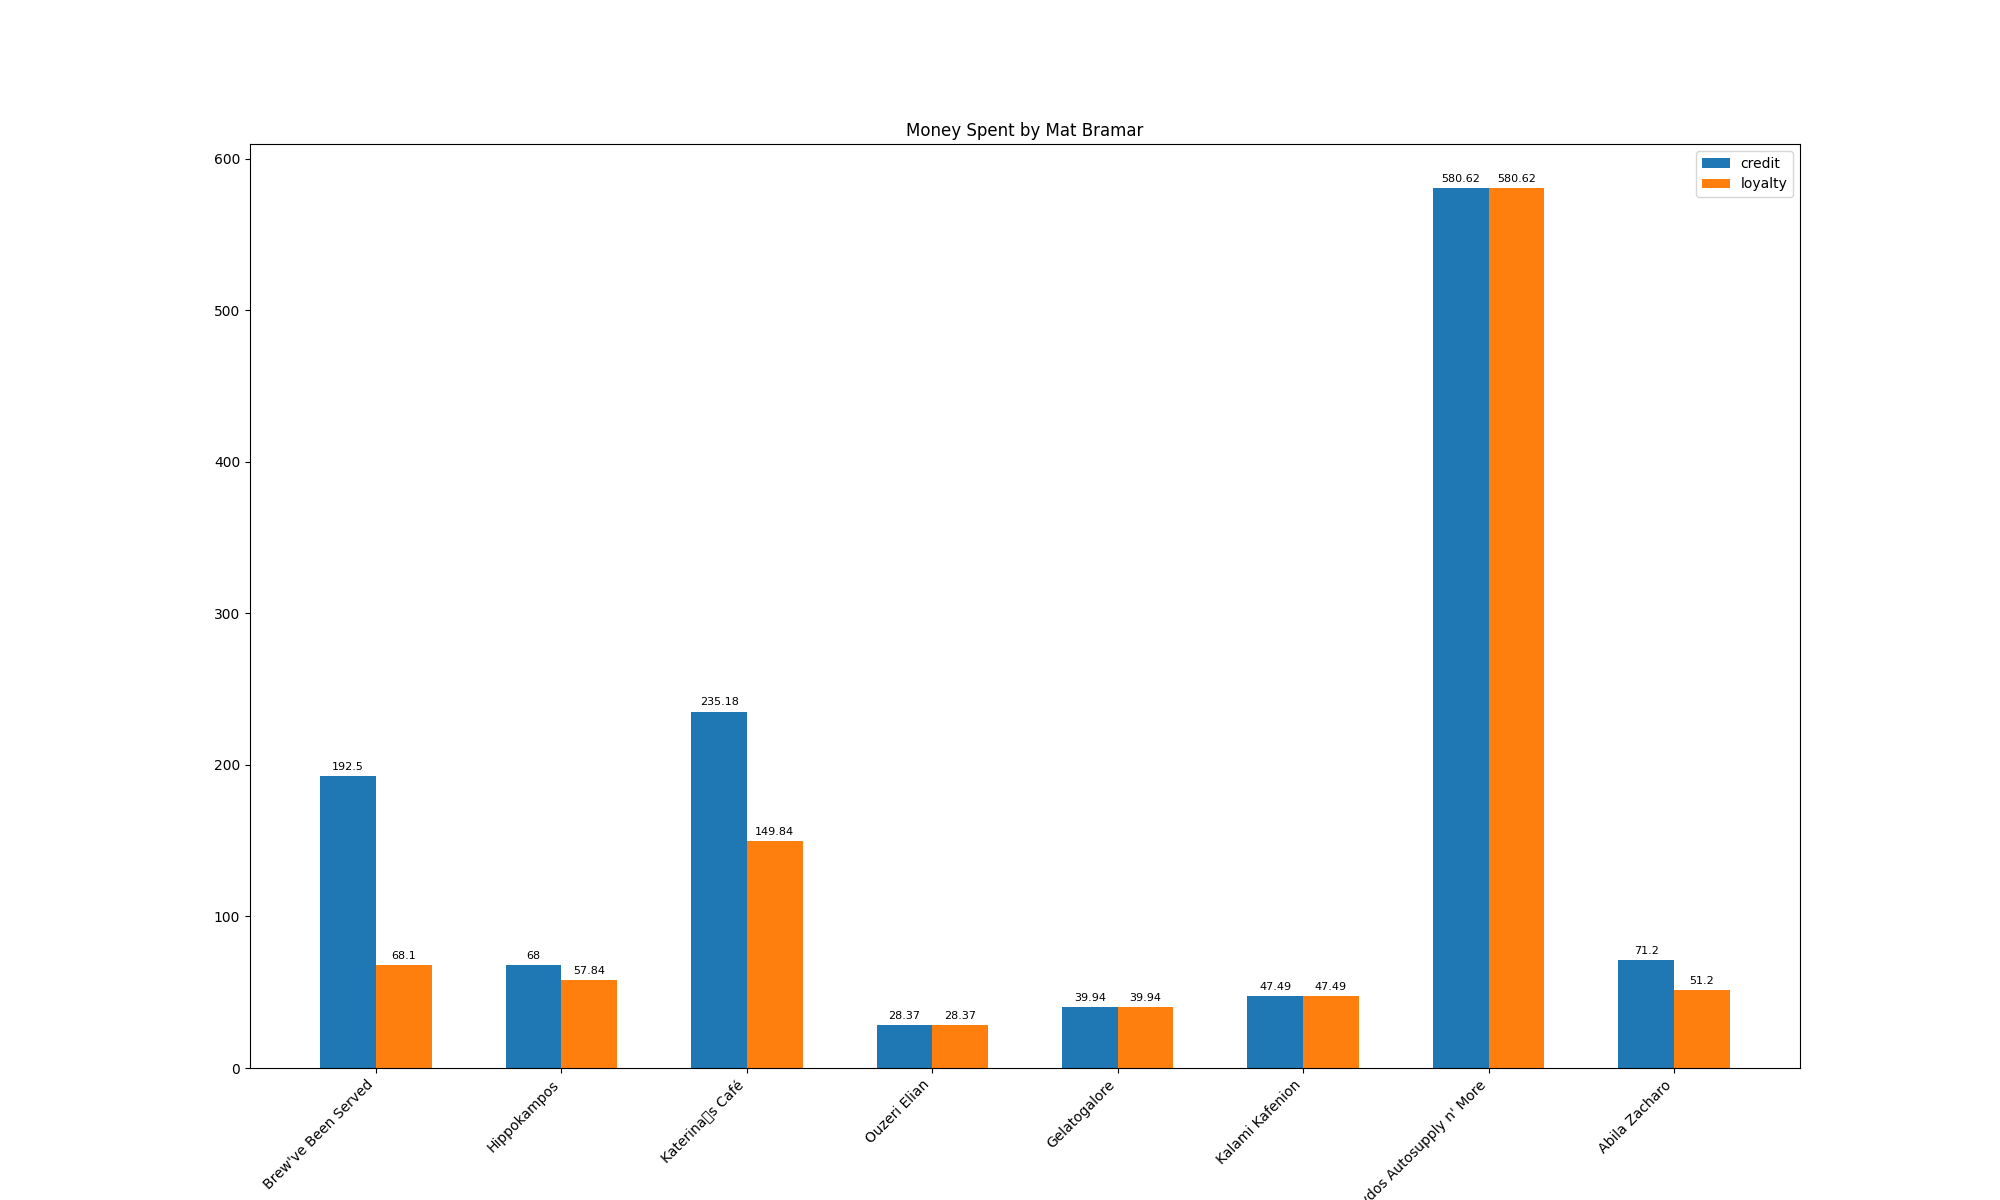 Money Spent by Mat Bramar
credit
loyalty
600
500
400
300
200
100
0
192.5
68.1
68
57.84
235.18
149.84
28.37
28.37
39.94
39.94
47.49
47.49
580.62
580.62
71.2
51.2
Brew've Been Served
Hippokampos
Katerina▯s Café
Ouzeri Elian
Gelatogalore
Kalami Kafenion
Autosupply n' More
Abila Zacharo